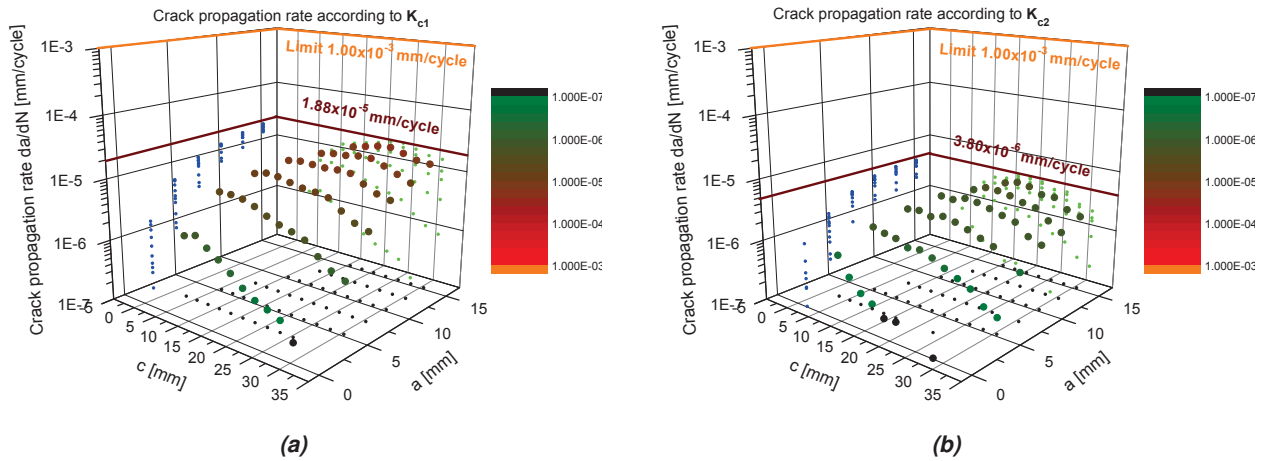 Crack propagation rate according to Kc1
1E-3
1E-4
1E-5
1E-6
1E-7
Crack propagation rate da/dN [mm/cycle]
Limit 1.00x10-3 mm/cycle
1.88x10-5 mm/cycle
0
5
10
15
20
25
30
35
c [mm]
0
5
10
15
a [mm]
1.000E-07
1.000E-06
1.000E-05
1.000E-04
1.000E-03
(a)
Crack propagation rate according to Kc2
1E-3
1E-4
1E-5
1E-6
1E-7
Crack propagation rate da/dN [mm/cycle]
Limit 1.00x10-3 mm/cycle
3.80x10-6 mm/cycle
0
5
10
15
20
25
30
35
c [mm]
0
5
10
15
a [mm]
1.000E-07
1.000E-06
1.000E-05
1.000E-04
1.000E-03
(b)